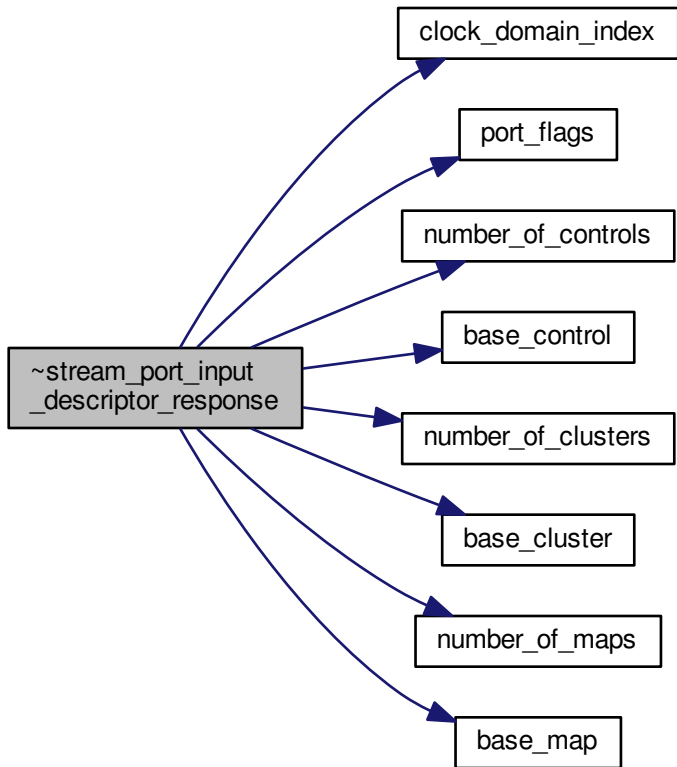 clock_domain_index
port_flags
number_of_controls
base_control
~stream_port_input
_descriptor_response
number_of_clusters
base_cluster
number_of_maps
base_map